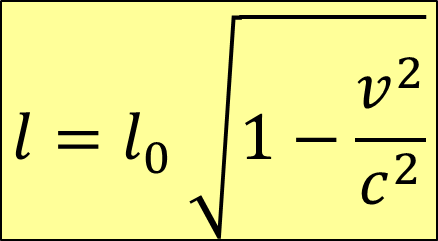 l = l₀ √(1 − v²/c²)